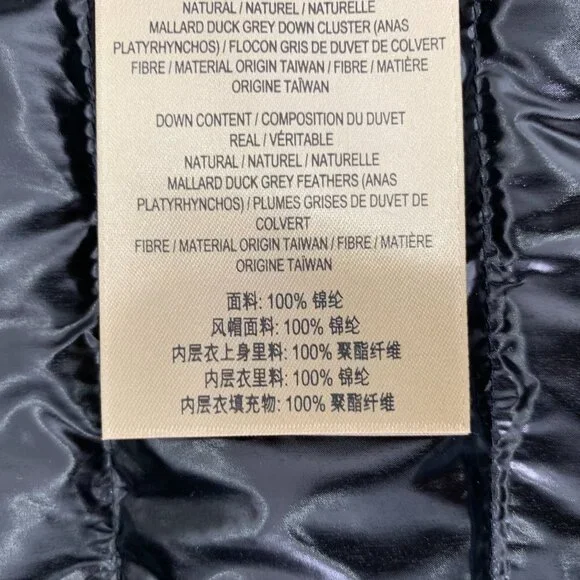 NATURAL / NATUREL / NATURELLE
MALLARD DUCK GREY DOWN CLUSTER (ANAS
PLATYRHYNCHOS) / FLOCON GRIS DE DUVET DE COLVERT
FIBRE / MATERIAL ORIGIN TAIWAN / FIBRE / MATIÈRE
ORIGINE TAÏWAN
DOWN CONTENT / COMPOSITION DU DUVET
REAL / VÉRITABLE
NATURAL / NATUREL / NATURELLE
MALLARD DUCK GREY FEATHERS (ANAS
PLATYRHYNCHOS) / PLUMES GRISES DE DUVET DE
COLVERT
FIBRE / MATERIAL ORIGIN TAIWAN / FIBRE / MATIÈRE
ORIGINE TAÏWAN
面料: 100% 锦纶
风帽面料: 100% 锦纶
内层衣上身里料: 100% 聚酯纤维
内层衣里料: 100% 锦纶
内层衣填充物: 100% 聚酯纤维